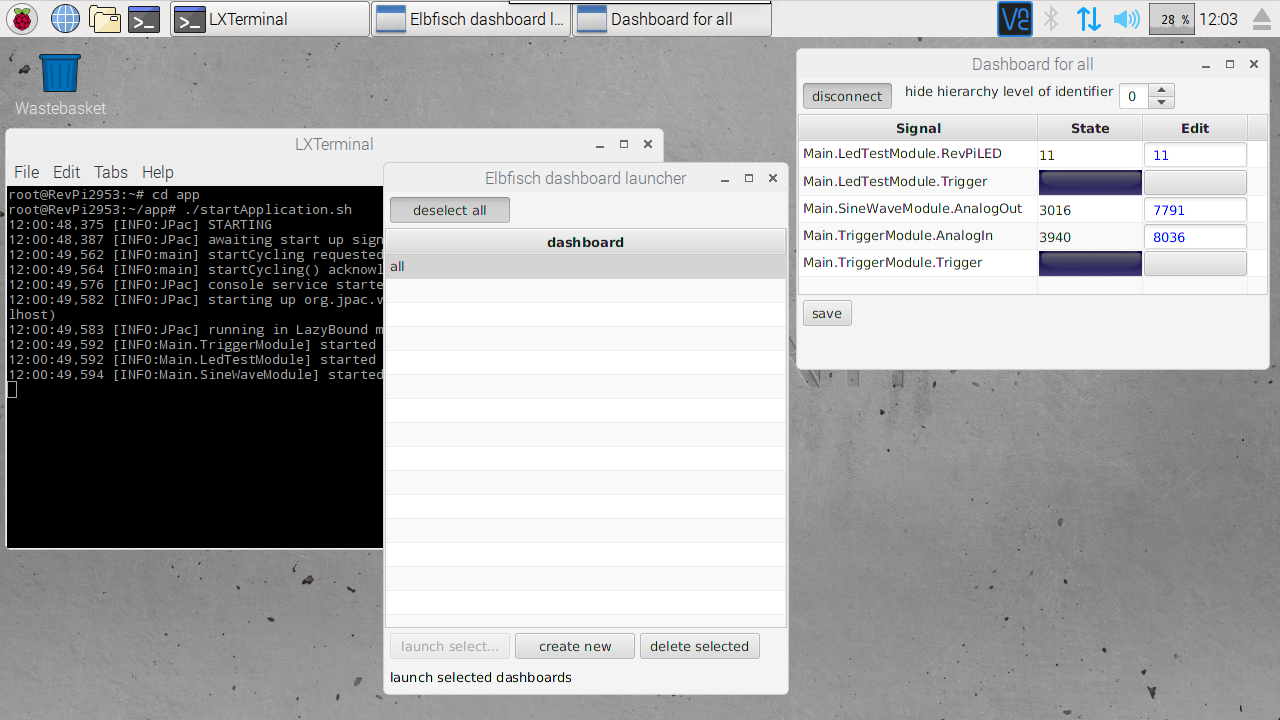 LXTerminal
Elbfisch dashboard l...
Dashboard for all
28 %
12:03
Wastebasket
LXTerminal
File Edit Tabs Help
root@RevPi2953:~# cd app
root@RevPi2953:~/app# ./startApplication.sh
12:00:48,375 [INFO:JPac] STARTING
12:00:48,387 [INFO:JPac] awaiting start up sign
12:00:49,562 [INFO:main] startCycling requested
12:00:49,564 [INFO:main] startCycling() acknowl
12:00:49,576 [INFO:JPac] console service starte
12:00:49,582 [INFO:JPac] starting up org.jpac.v
lhost)
12:00:49,583 [INFO:JPac] running in LazyBound m
12:00:49,592 [INFO:Main.TriggerModule] started
12:00:49,592 [INFO:Main.LedTestModule] started
12:00:49,594 [INFO:Main.SineWaveModule] started
Elbfisch dashboard launcher
deselect all
dashboard
all
launch select...
create new
delete selected
launch selected dashboards
Dashboard for all
disconnect
hide hierarchy level of identifier
0
Signal State Edit
Main.LedTestModule.RevPiLED 11 11
Main.LedTestModule.Trigger
Main.SineWaveModule.AnalogOut 3016 7791
Main.TriggerModule.AnalogIn 3940 8036
Main.TriggerModule.Trigger
save